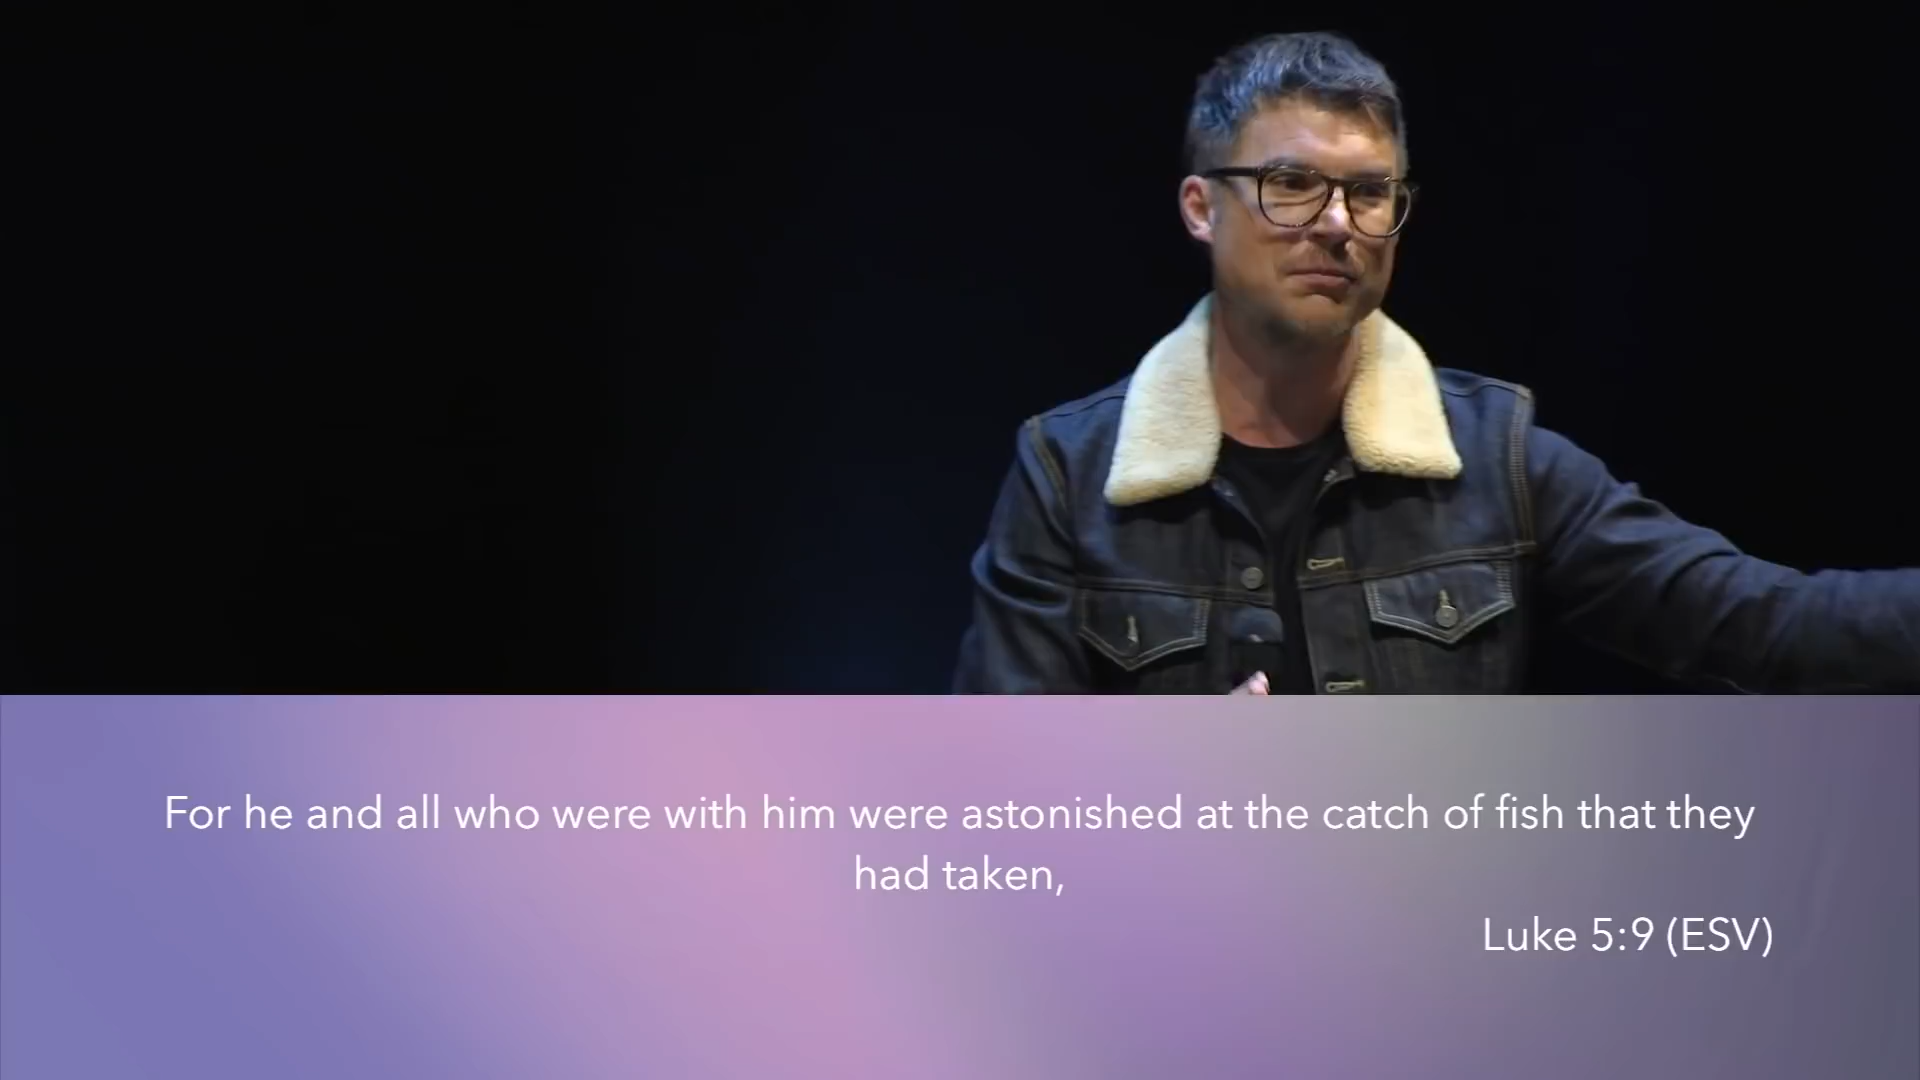 For he and all who were with him were astonished at the catch of fish that they
had taken,
Luke 5:9 (ESV)